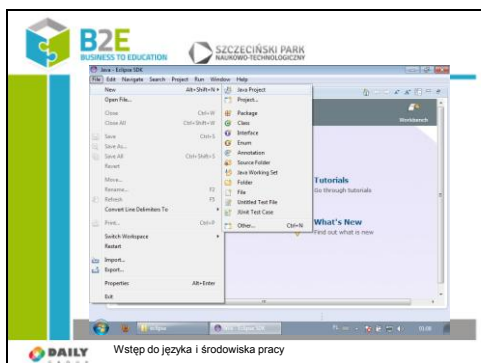 B2E
BUSINESS TO EDUCATION
SZCZECIŃSKI PARK
NAUKOWO-TECHNOLOGICZNY
Java - Eclipse SDK
File Edit Navigate Search Project Run Window Help
New Alt+Shift+N
Open File...
Close Ctrl+W
Close All Ctrl+Shift+W
Save Ctrl+S
Save As...
Save All Ctrl+Shift+S
Revert
Move...
Rename... F2
Refresh F5
Convert Line Delimiters To
Print... Ctrl+P
Switch Workspace
Restart
Import...
Export...
Properties Alt+Enter
Exit
Java Project
Project...
Package
Class
Interface
Enum
Annotation
Source Folder
Java Working Set
Folder
File
Untitled Text File
JUnit Test Case
Other... Ctrl+N
Workbench
Tutorials
Go through tutorials
What's New
Find out what is new
eclipse
Java - Eclipse SDK
DAILY
Wstęp do języka i środowiska pracy